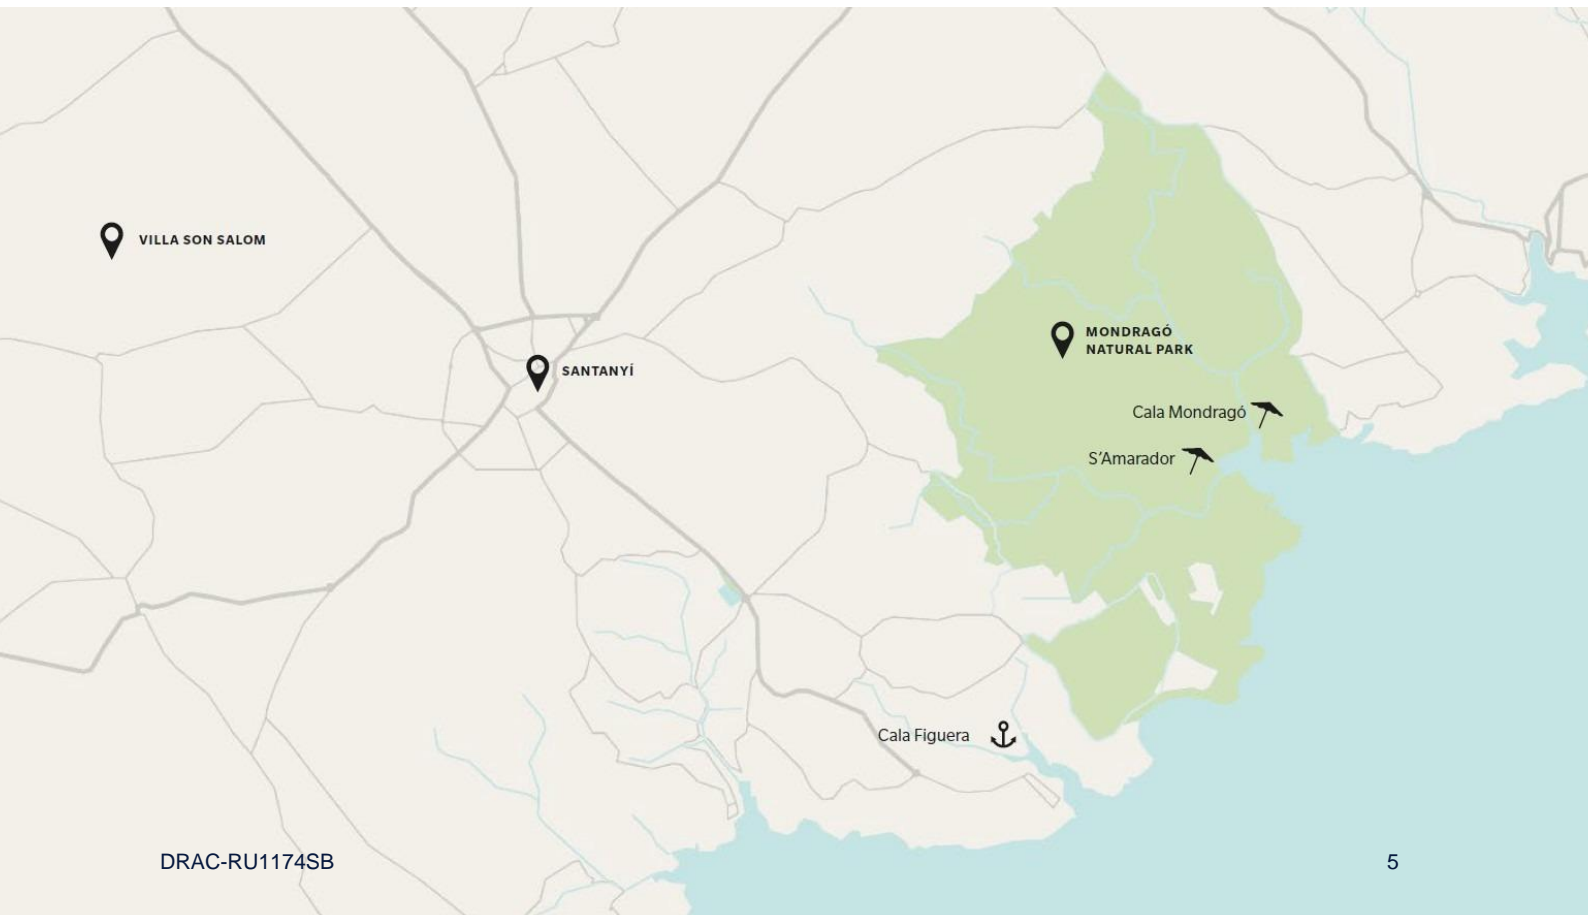 VILLA SON SALOM
MONDRAGÓ
NATURAL PARK
SANTANYÍ
Cala Mondragó
S'Amarador
Cala Figuera
DRAC-RU1174SB
5